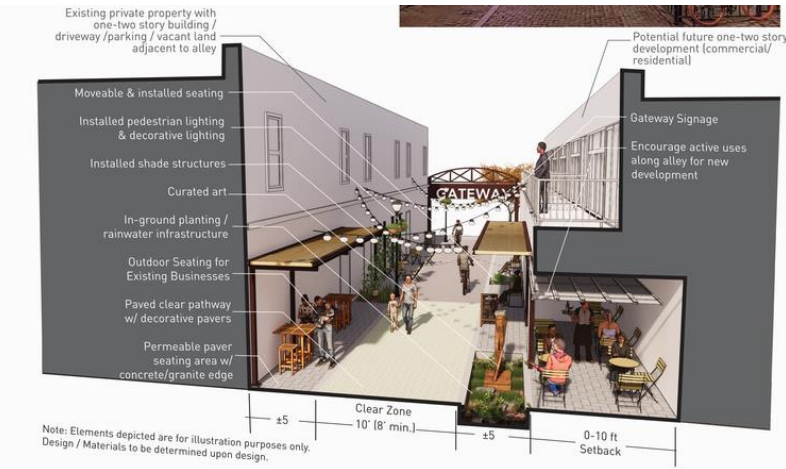 Existing private property with
one-two story building /
driveway /parking / vacant land
adjacent to alley
Moveable & installed seating
Installed pedestrian lighting
& decorative lighting
Installed shade structures
Curated art
In-ground planting /
rainwater infrastructure
Outdoor Seating for
Existing Businesses
Paved clear pathway
w/ decorative pavers
Permeable paver
seating area w/
concrete/granite edge
Potential future one-two story
development (commercial/
residential)
Gateway Signage
Encourage active uses
along alley for new
development
GATEWAY
±5
Clear Zone
10' (8' min.)
±5
0-10 ft
Setback
Note: Elements depicted are for illustration purposes only.
Design / Materials to be determined upon design.